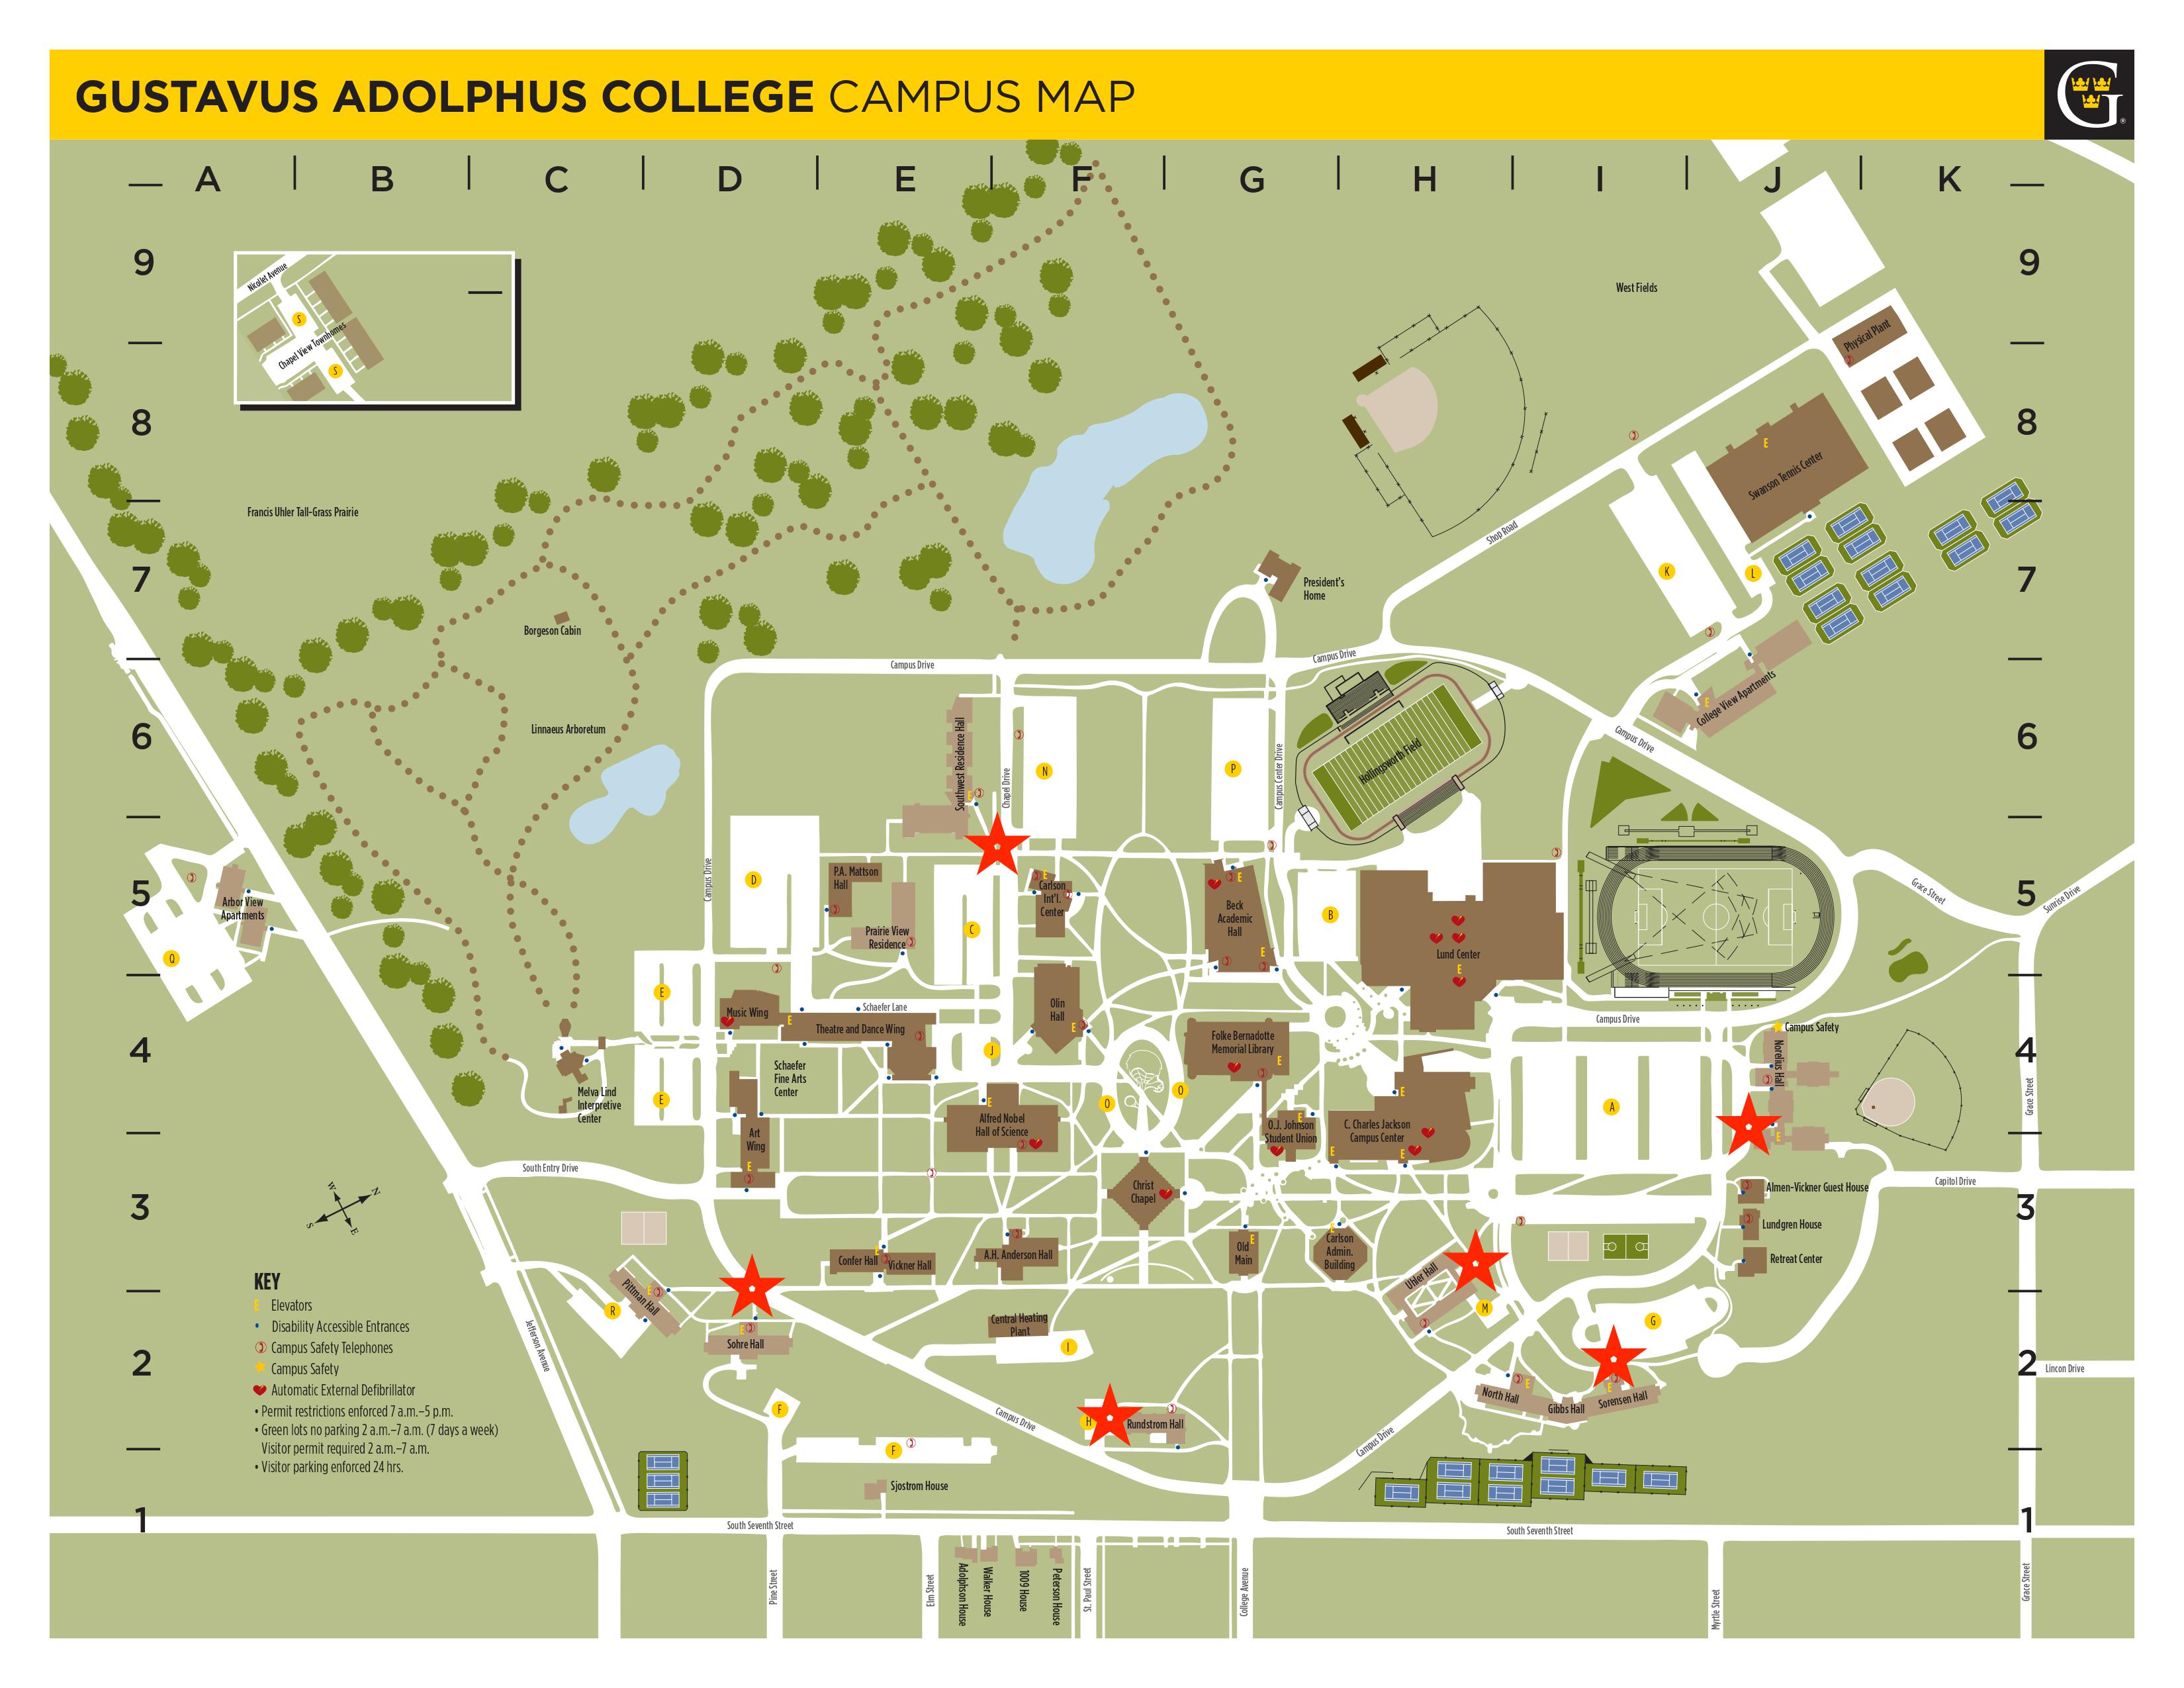 GUSTAVUS ADOLPHUS COLLEGE CAMPUS MAP
G
®
A B C D E F G H I J K
9
9
Nicollet Avenue
S
Chapel View Townhomes
S
West Fields
Physical Plant
8
8
E
Swanson Tennis Center
Francis Uhler Tall-Grass Prairie
Shop Road
7
7
K
L
President's
Home
Borgeson Cabin
Campus Drive
Campus Drive
Linnaeus Arboretum
6
6
Southwest Residence Hall
E
Chapel Drive
N
P
Campus Center Drive
Hollingsworth Field
Campus Drive
E
College View Apartments
5
5
Arbor View
Apartments
Q
Campus Drive
D
P.A. Mattson
Hall
Prairie View
Residence
C
E
Carlson
Int'l.
Center
E
Beck
Academic
Hall
E
B
Lund Center
E
Grace Street
Sunrise Drive
4
4
E
E
Music Wing
E
Schaefer Lane
Theatre and Dance Wing
Schaefer
Fine Arts
Center
J
Olin
Hall
E
Folke Bernadotte
Memorial Library
E
O
O
Campus Drive
Campus Safety
Norelius Hall
E
Grace Street
Melva Lind
Interpretive
Center
Art
Wing
E
E
Alfred Nobel
Hall of Science
E
O.J. Johnson
Student Union
E
C. Charles Jackson
Campus Center
E
E
A
3
3
South Entry Drive
W
N
S
E
Christ
Chapel
Capitol Drive
Almen-Vickner Guest House
Lundgren House
Retreat Center
Confer Hall
E
Vickner Hall
A.H. Anderson Hall
Old
Main
E
E
Carlson
Admin.
Building
Uhler Hall
M
G
Pittman Hall
E
R
E
Sohre Hall
Central Heating
Plant
I
2
2
Lincon Drive
Jefferson Avenue
F
F
Campus Drive
H
Rundstrom Hall
Campus Drive
North Hall
E
Gibbs Hall
E
Sorensen Hall
KEY
E Elevators
Disability Accessible Entrances
Campus Safety Telephones
Campus Safety
Automatic External Defibrillator
• Permit restrictions enforced 7 a.m.–5 p.m.
• Green lots no parking 2 a.m.–7 a.m. (7 days a week)
Visitor permit required 2 a.m.–7 a.m.
• Visitor parking enforced 24 hrs.
Sjostrom House
1
1
South Seventh Street
South Seventh Street
Pine Street
Elm Street
Adolphson House
Walker House
1009 House
Peterson House
St. Paul Street
College Avenue
Myrtle Street
Grace Street